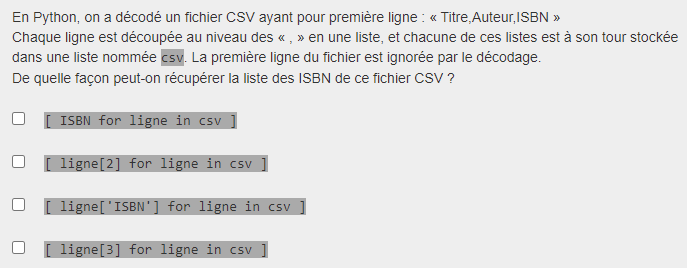 En Python, on a décodé un fichier CSV ayant pour première ligne : « Titre,Auteur,ISBN »
Chaque ligne est découpée au niveau des « , » en une liste, et chacune de ces listes est à son tour stockée
dans une liste nommée csv. La première ligne du fichier est ignorée par le décodage.
De quelle façon peut-on récupérer la liste des ISBN de ce fichier CSV ?
[ ISBN for ligne in csv ]
[ ligne[2] for ligne in csv ]
[ ligne['ISBN'] for ligne in csv ]
[ ligne[3] for ligne in csv ]